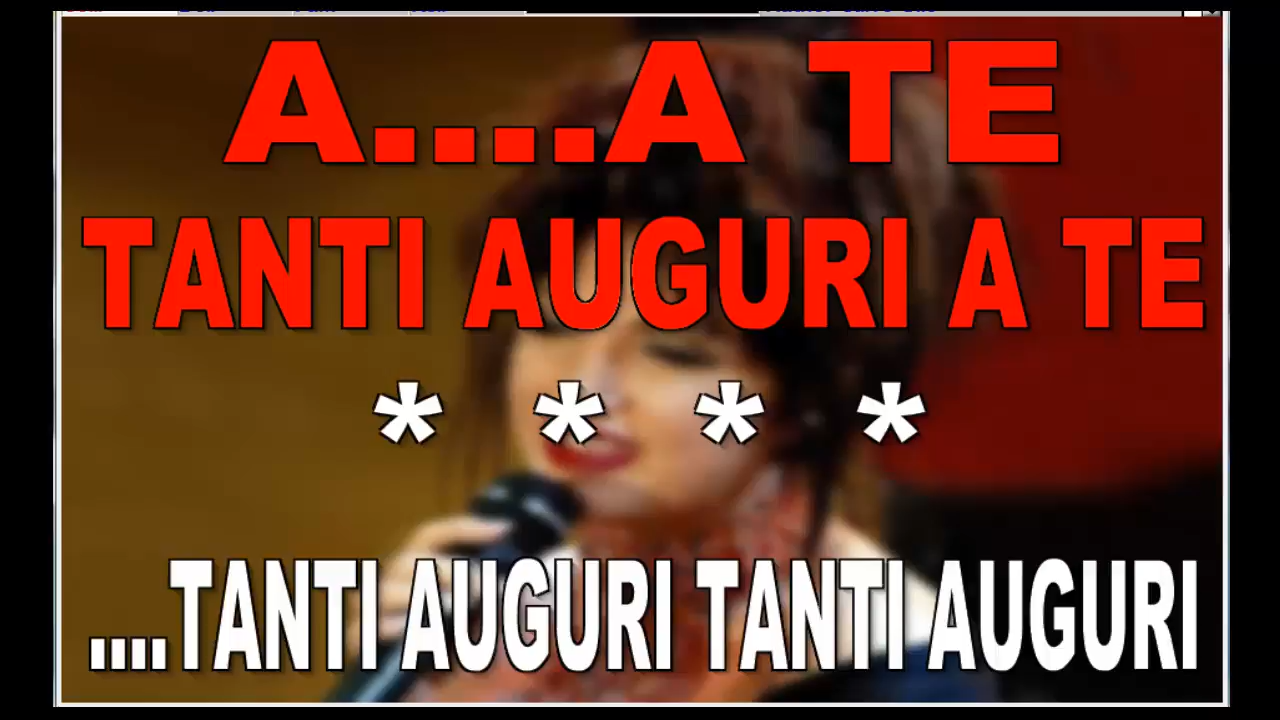 A....A TE
TANTI AUGURI A TE
* * * *
....TANTI AUGURI TANTI AUGURI